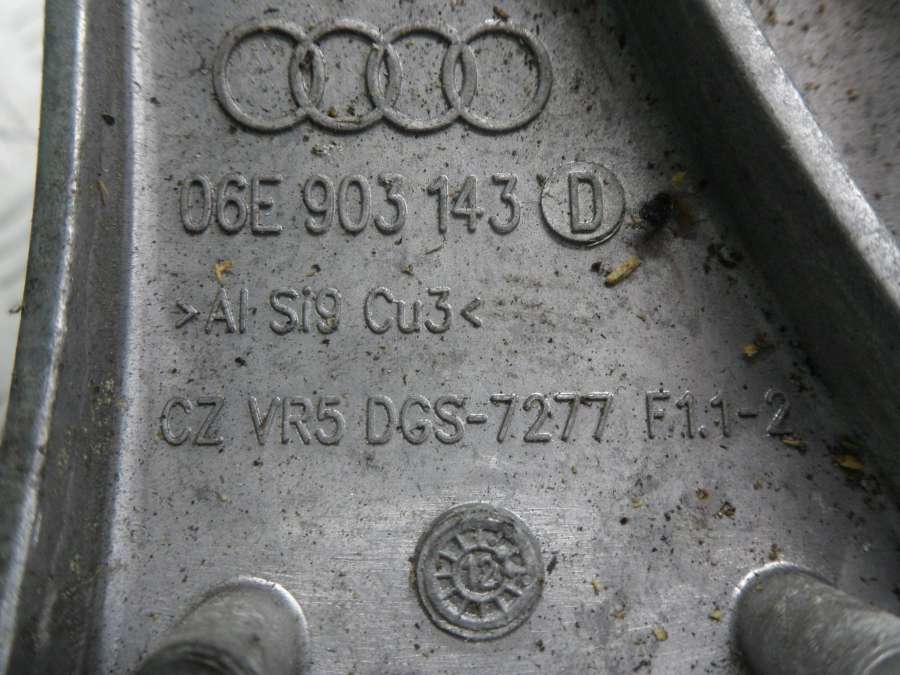 06E 903 143 D
>Al Si9 Cu3<
CZ VR5 DGS-7277 F1.1-2
12